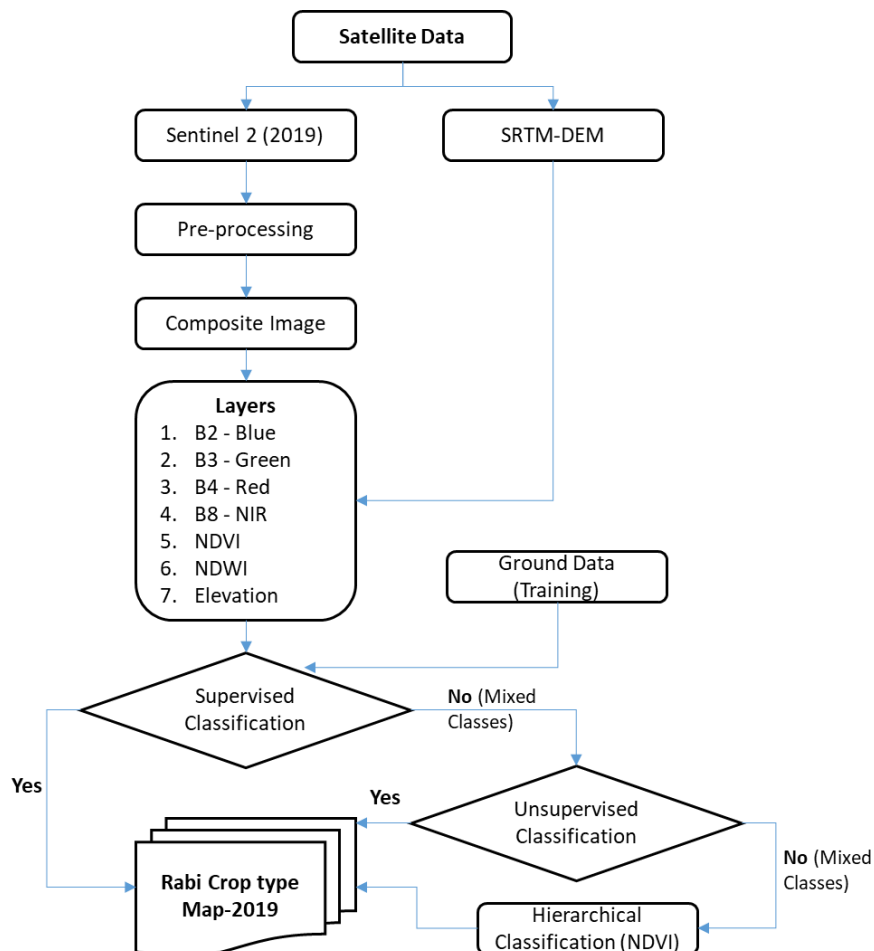 Satellite Data
Sentinel 2 (2019)
SRTM-DEM
Pre-processing
Composite Image
Layers
1. B2 - Blue
2. B3 - Green
3. B4 - Red
4. B8 - NIR
5. NDVI
6. NDWI
7. Elevation
Ground Data
(Training)
Supervised
Classification
No (Mixed
Classes)
Yes
Yes
Unsupervised
Classification
No (Mixed
Classes)
Rabi Crop type
Map-2019
Hierarchical
Classification (NDVI)